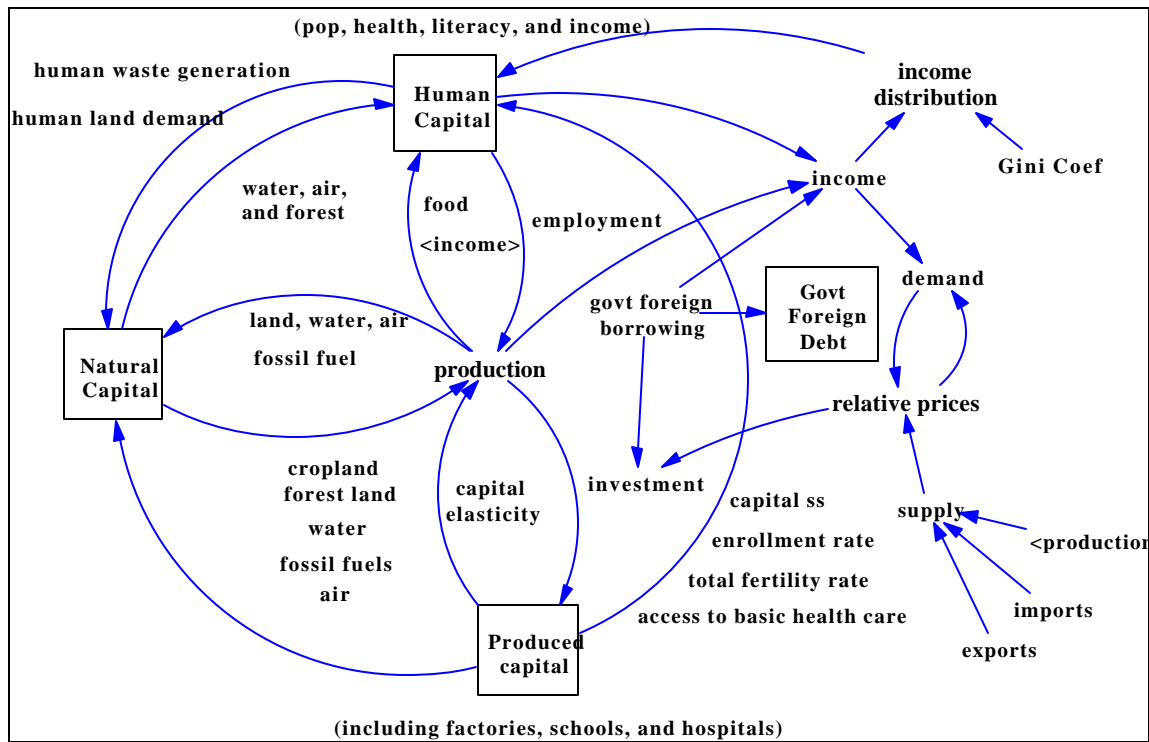 (pop, health, literacy, and income)
human waste generation
human land demand
Human
Capital
income
distribution
Gini Coef
income
water, air,
and forest
food
<income>
employment
demand
govt foreign
borrowing
Govt
Foreign
Debt
land, water, air
fossil fuel
Natural
Capital
production
relative prices
cropland
forest land
water
fossil fuels
air
capital
elasticity
investment
capital ss
enrollment rate
total fertility rate
access to basic health care
supply
<production
imports
exports
Produced
capital
(including factories, schools, and hospitals)